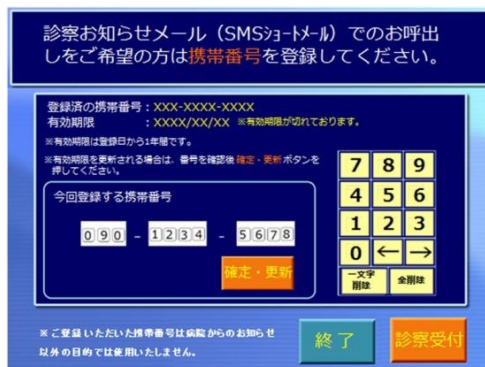 診察お知らせメール（SMSｼｮｰﾄﾒｰﾙ）でのお呼出
しをご希望の方は携帯番号を登録してください。
登録済の携帯番号：XXX-XXXX-XXXX
有効期限　　　　：XXXX/XX/XX ※有効期限が切れております。
※有効期限は登録日から1年間です。
※有効期限を更新される場合は、番号を確認後 確定・更新 ボタンを
押してください。
今回登録する携帯番号
090 - 1234 - 5678
確定・更新
7 8 9
4 5 6
1 2 3
0 ← →
一文字
削除
全削除
※ご登録いただいた携帯番号は病院からのお知らせ
以外の目的では使用いたしません。
終了
診察受付